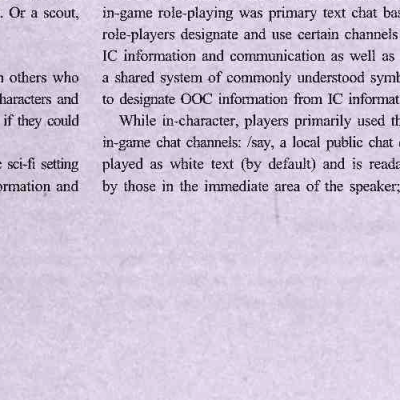 . Or a scout,
others who
haracters and
if they could
sci-fi setting
ormation and
in-game role-playing was primary text chat bas
role-players designate and use certain channels
IC information and communication as well as
a shared system of commonly understood symb
to designate OOC information from IC informat
While in-character, players primarily used th
in-game chat channels: /say, a local public chat
played as white text (by default) and is reada
by those in the immediate area of the speaker;